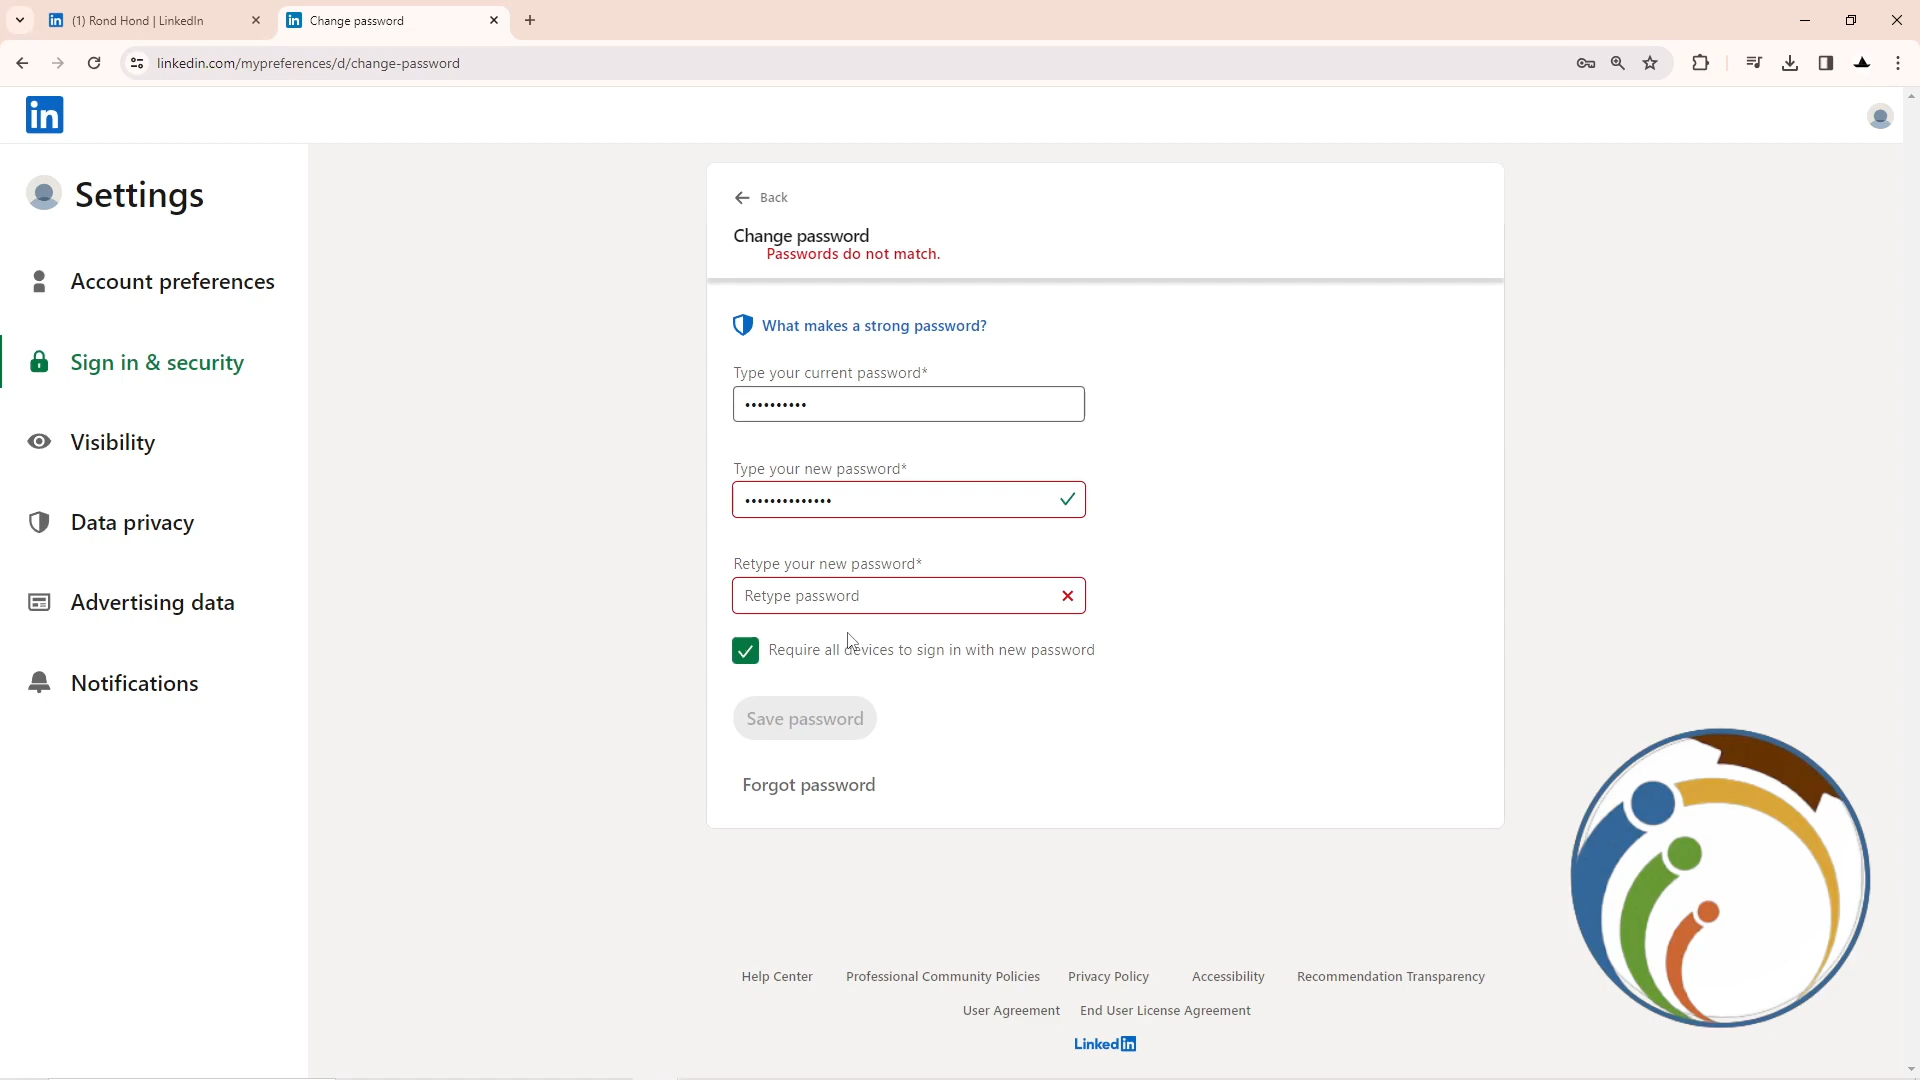 (1) Rond Hond | LinkedIn
Change password
linkedin.com/mypreferences/d/change-password
in
Settings
Account preferences
Sign in & security
Visibility
Data privacy
Advertising data
Notifications
Back
Change password
Passwords do not match.
What makes a strong password?
Type your current password*
••••••••••
Type your new password*
••••••••••••••
Retype your new password*
Retype password
Require all devices to sign in with new password
Save password
Forgot password
Help Center Professional Community Policies Privacy Policy Accessibility Recommendation Transparency
User Agreement End User License Agreement
LinkedIn